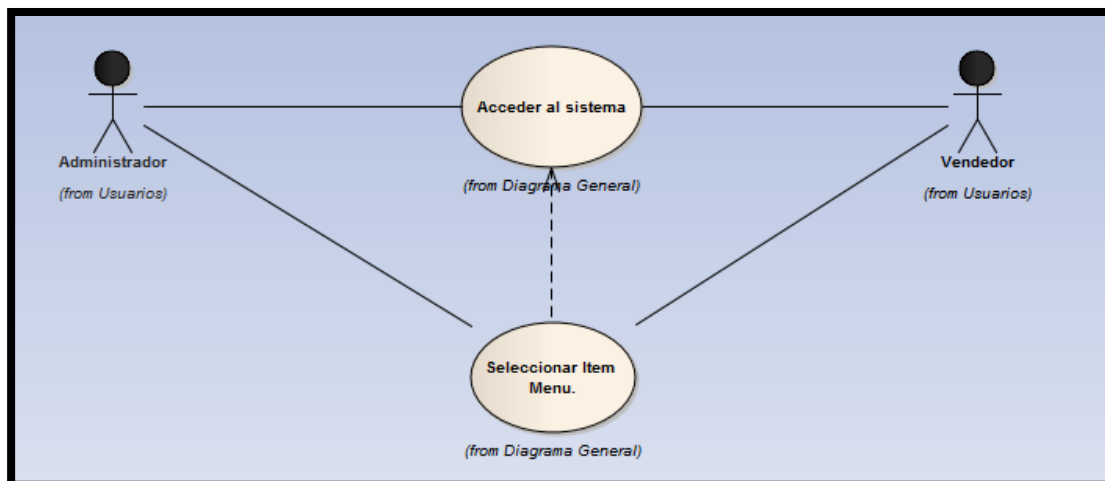 Acceder al sistema
Administrador
Vendedor
(from Usuarios)
(from Diagrama General)
(from Usuarios)
Seleccionar Item
Menu.
(from Diagrama General)